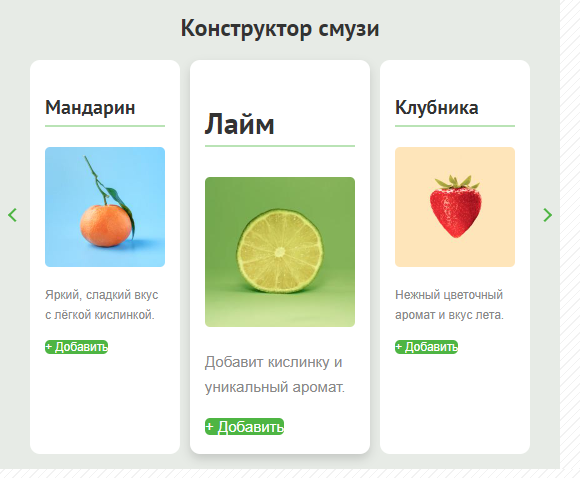 Конструктор смузи
Мандарин
Яркий, сладкий вкус
с лёгкой кислинкой.
+ Добавить
Лайм
Добавит кислинку и
уникальный аромат.
+ Добавить
Клубника
Нежный цветочный
аромат и вкус лета.
+ Добавить